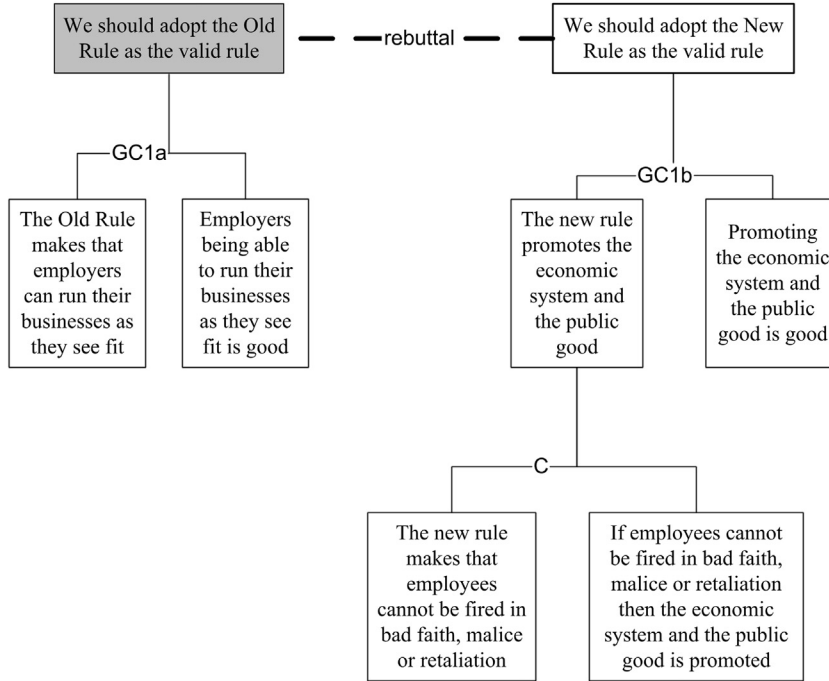 We should adopt the Old
Rule as the valid rule
rebuttal
We should adopt the New
Rule as the valid rule
GC1a
GC1b
The Old Rule
makes that
employers
can run their
businesses as
they see fit
Employers
being able
to run their
businesses
as they see
fit is good
The new rule
promotes the
economic
system and
the public
good
Promoting
the economic
system and
the public
good is good
C
The new rule
makes that
employees
cannot be fired in
bad faith, malice
or retaliation
If employees cannot
be fired in bad faith,
malice or retaliation
then the economic
system and the public
good is promoted